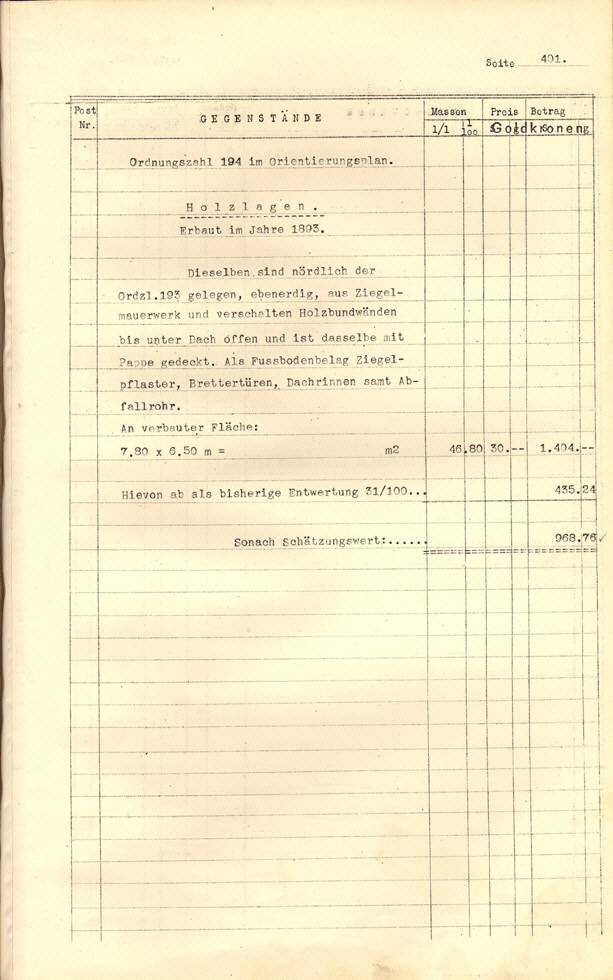 Seite 401.
Post Nr. GEGENSTÄNDE Massen 1/1 1/100 Preis Betrag Goldkronen
Ordnungszahl 194 im Orientierungsplan.
Holzlagen.
Erbaut im Jahre 1893.
Dieselben sind nördlich der
Ordzl.193 gelegen, ebenerdig, aus Ziegel-
mauerwerk und verschalten Holzbundwänden
bis unter Dach offen und ist dasselbe mit
Pappe gedeckt. Als Fussbodenbelag Ziegel-
pflaster, Brettertüren, Dachrinnen samt Ab-
fallrohr.
An verbauter Fläche:
7.80 x 6.50 m = m2 46.80 30.-- 1.404.--
Hievon ab als bisherige Entwertung 31/100... 435.24
Sonach Schätzungswert:...... 968.76